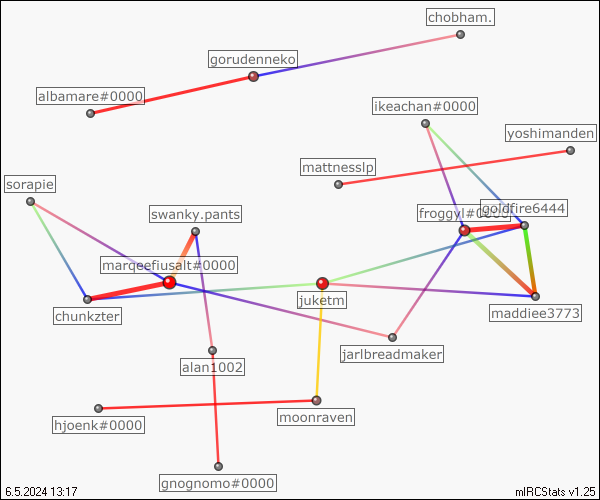 chobham.
gorudenneko
albamare#0000
ikeachan#0000
yoshimanden
mattnesslp
sorapie
swanky.pants
froggyl#0000
goldfire6444
marqeefiusalt#0000
chunkzter
juketm
maddiee3773
jarlbreadmaker
alan1002
moonraven
hjoenk#0000
gnognomo#0000
6.5.2024 13:17
mIRCStats v1.25